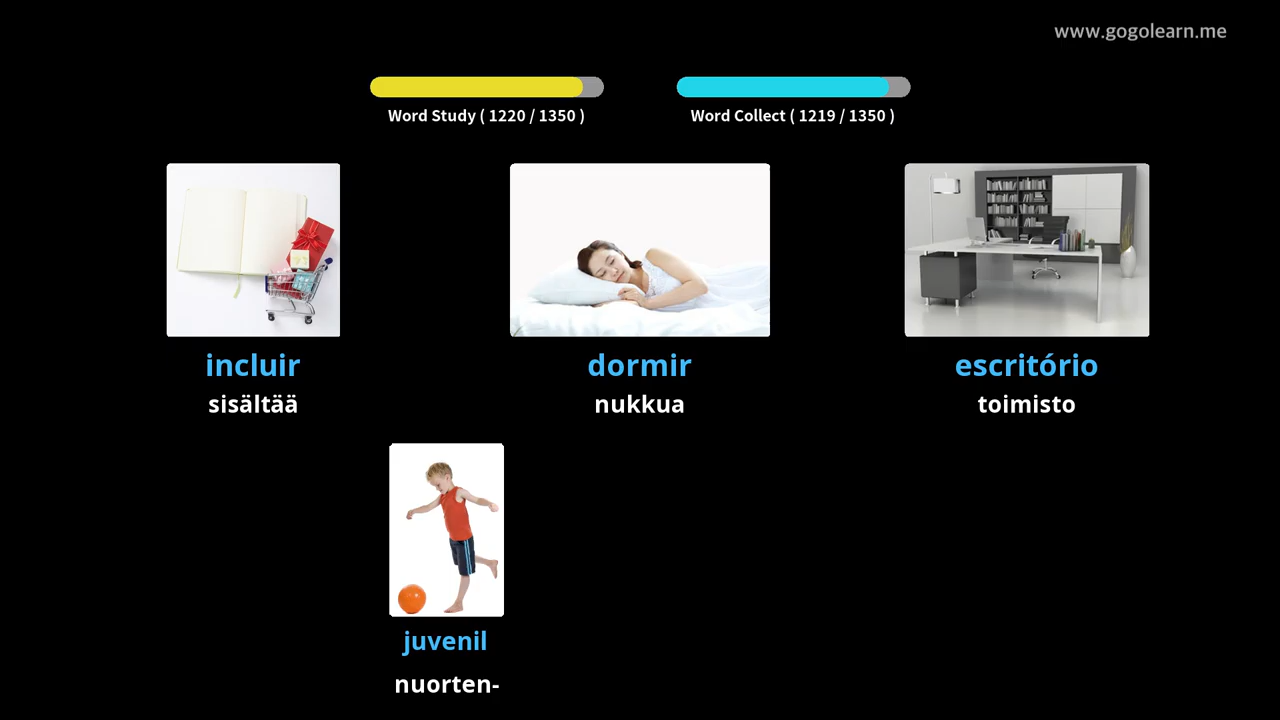 www.gogolearn.me
Word Study ( 1220 / 1350 )
Word Collect ( 1219 / 1350 )
incluir
sisältää
dormir
nukkua
escritório
toimisto
juvenil
nuorten-